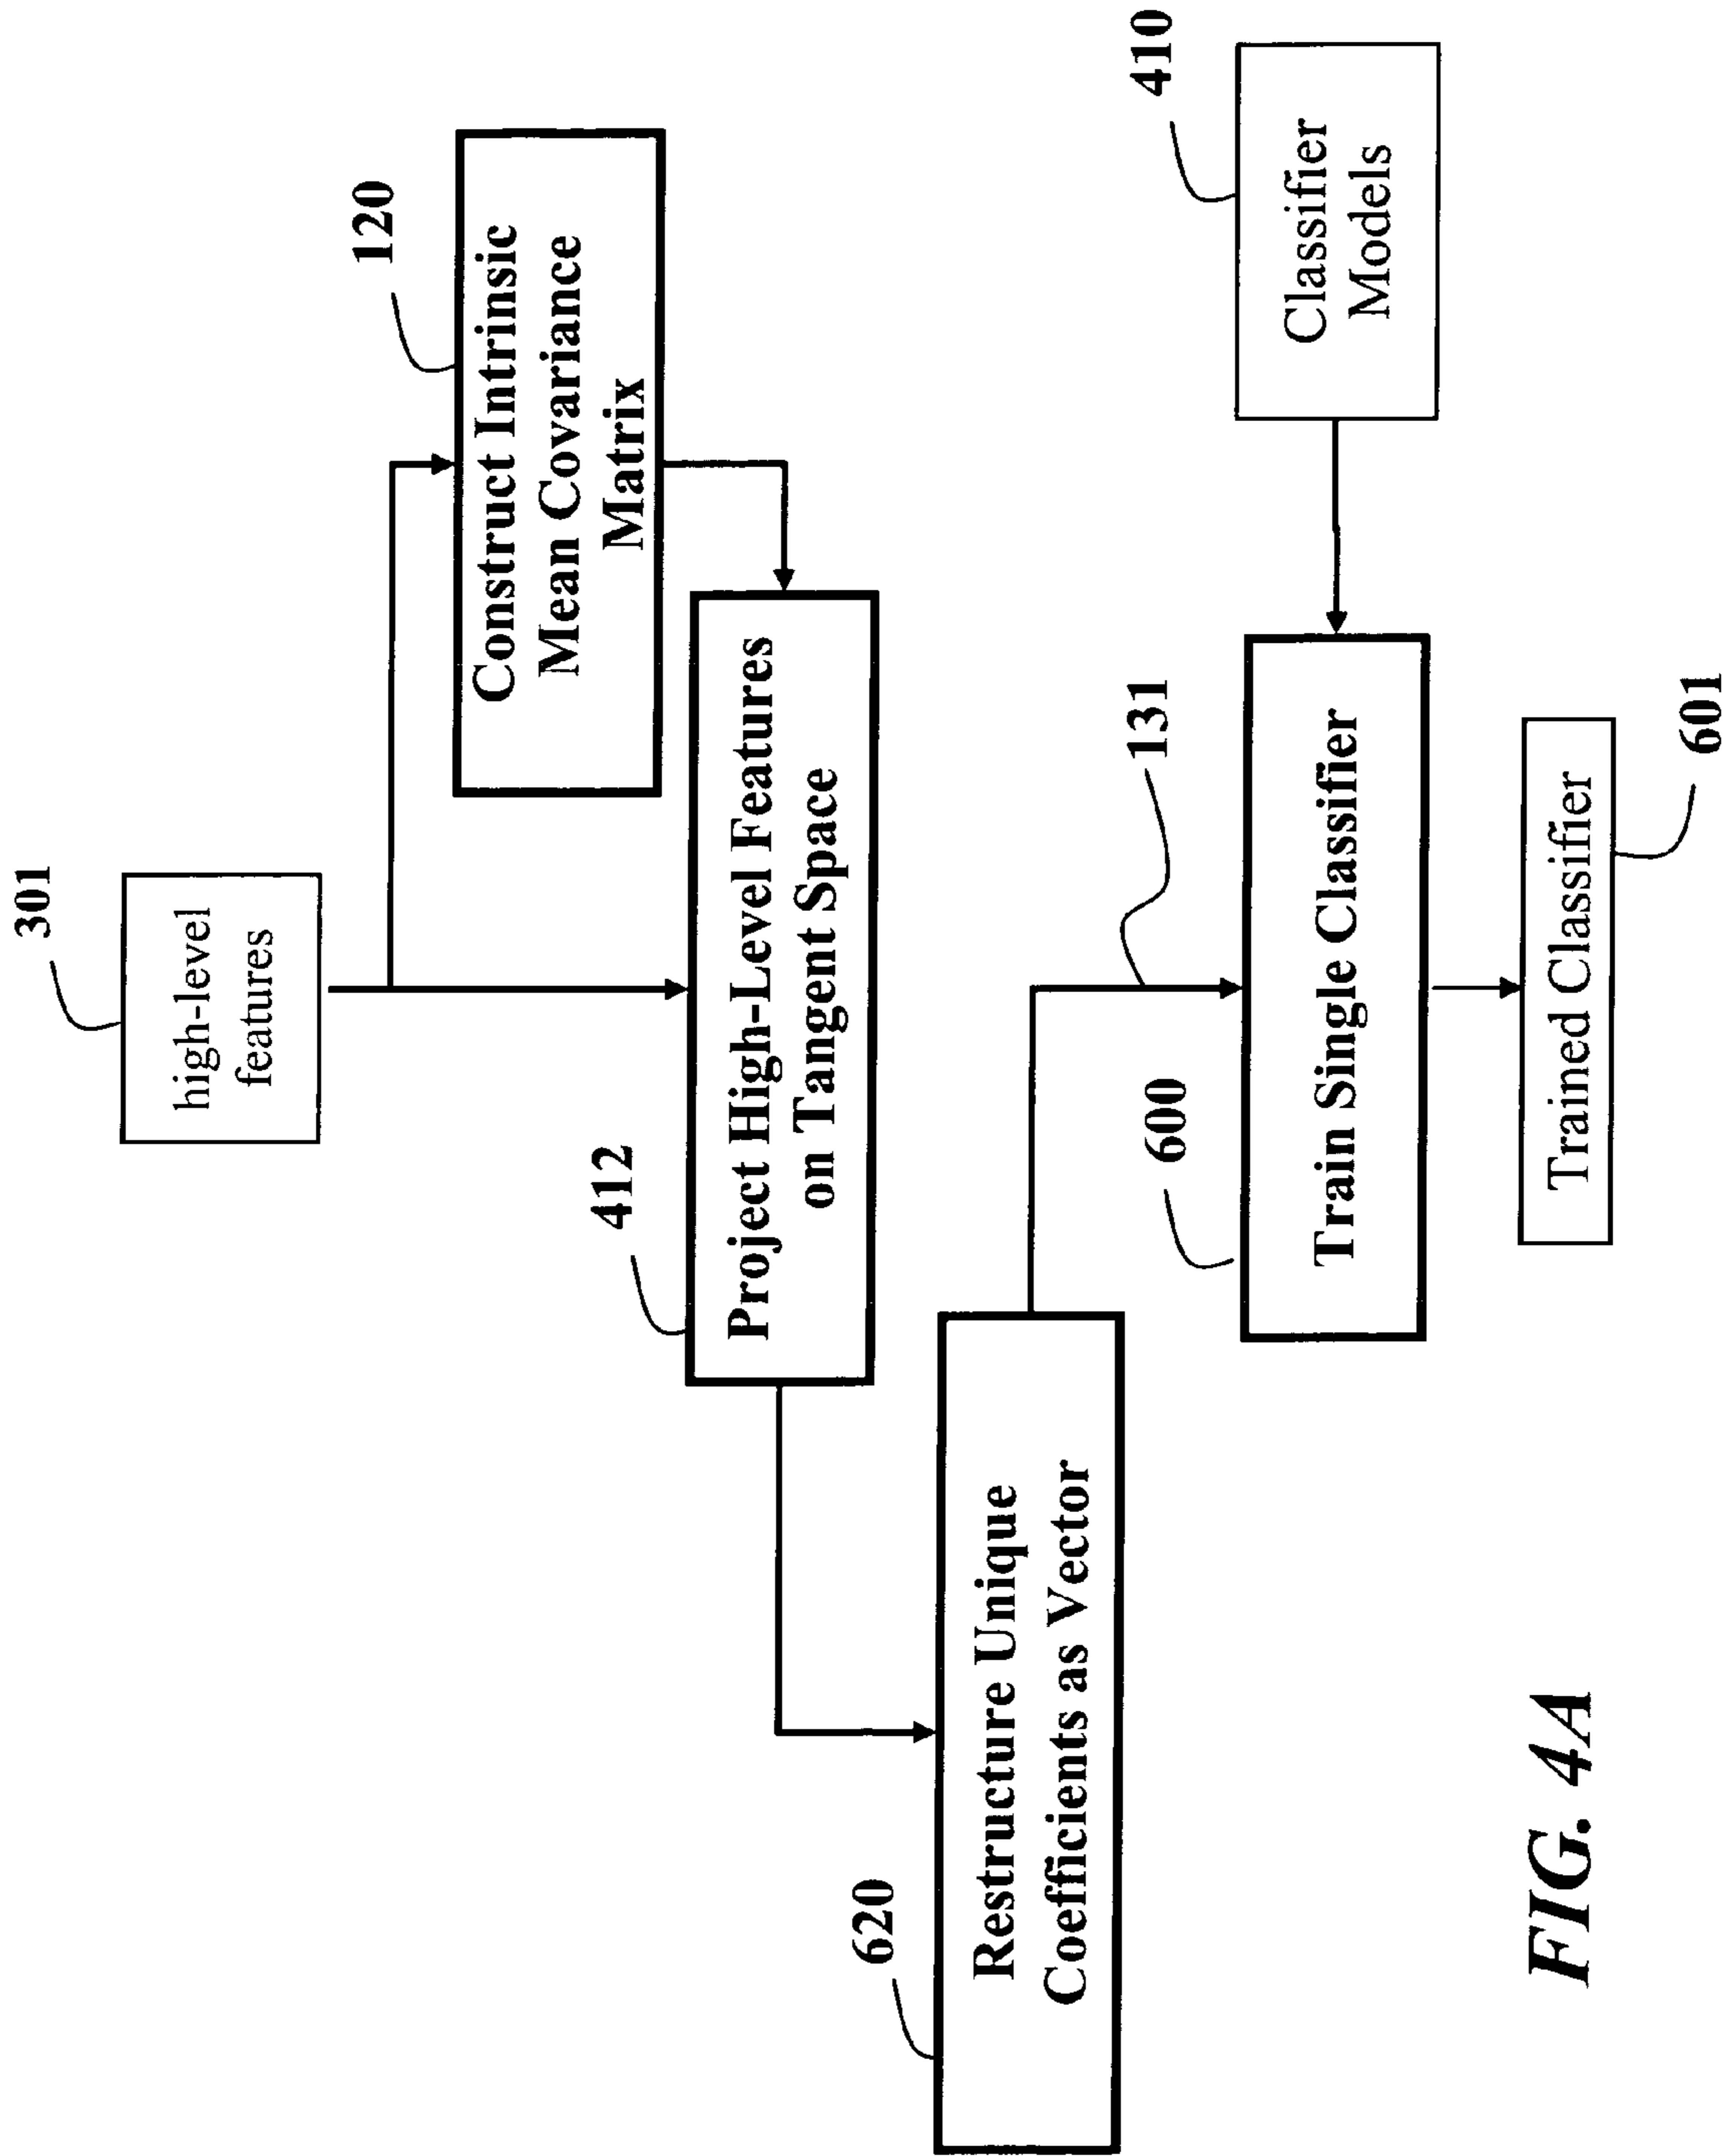 301
high-level
features
120
Construct Intrinsic
Mean Covariance
Matrix
412
Project High-Level Features
on Tangent Space
620
Restructure Unique
Coefficients as Vector
131
600
Train Single Classifier
410
Classifier
Models
Trained Classifier
601
FIG. 4A